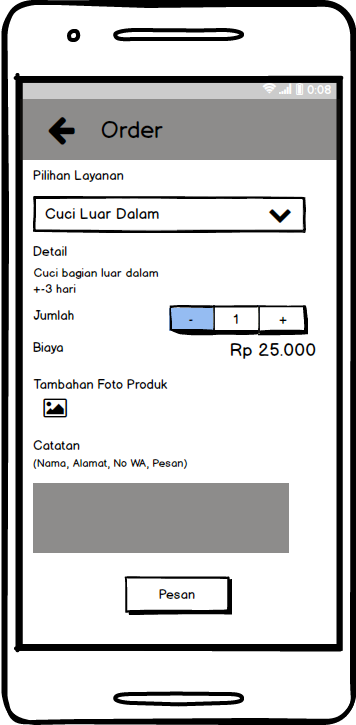 0:08
Order
Pilihan Layanan
Cuci Luar Dalam
Detail
Cuci bagian luar dalam
+-3 hari
Jumlah - 1 +
Biaya Rp 25.000
Tambahan Foto Produk
Catatan
(Nama, Alamat, No WA, Pesan)
Pesan